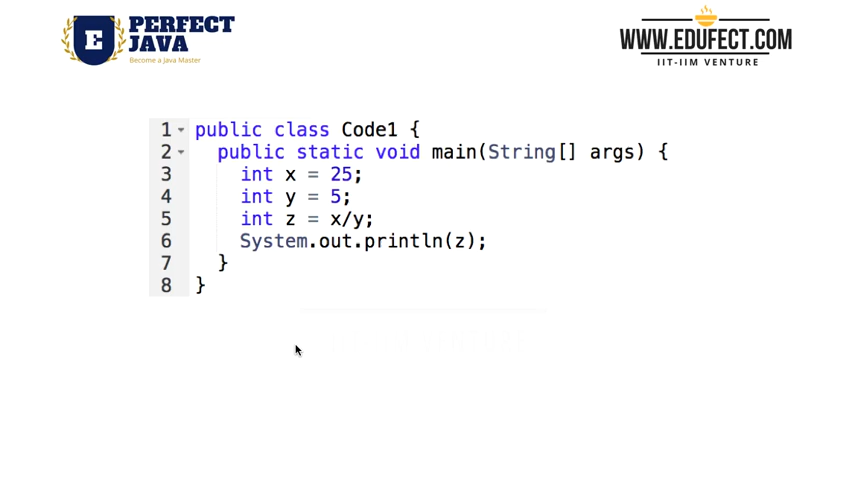 PERFECT
JAVA
Become a Java Master
E
WWW.EDUFECT.COM
IIT-IIM VENTURE
1 public class Code1 {
2 public static void main(String[] args) {
3 int x = 25;
4 int y = 5;
5 int z = x/y;
6 System.out.println(z);
7 }
8 }